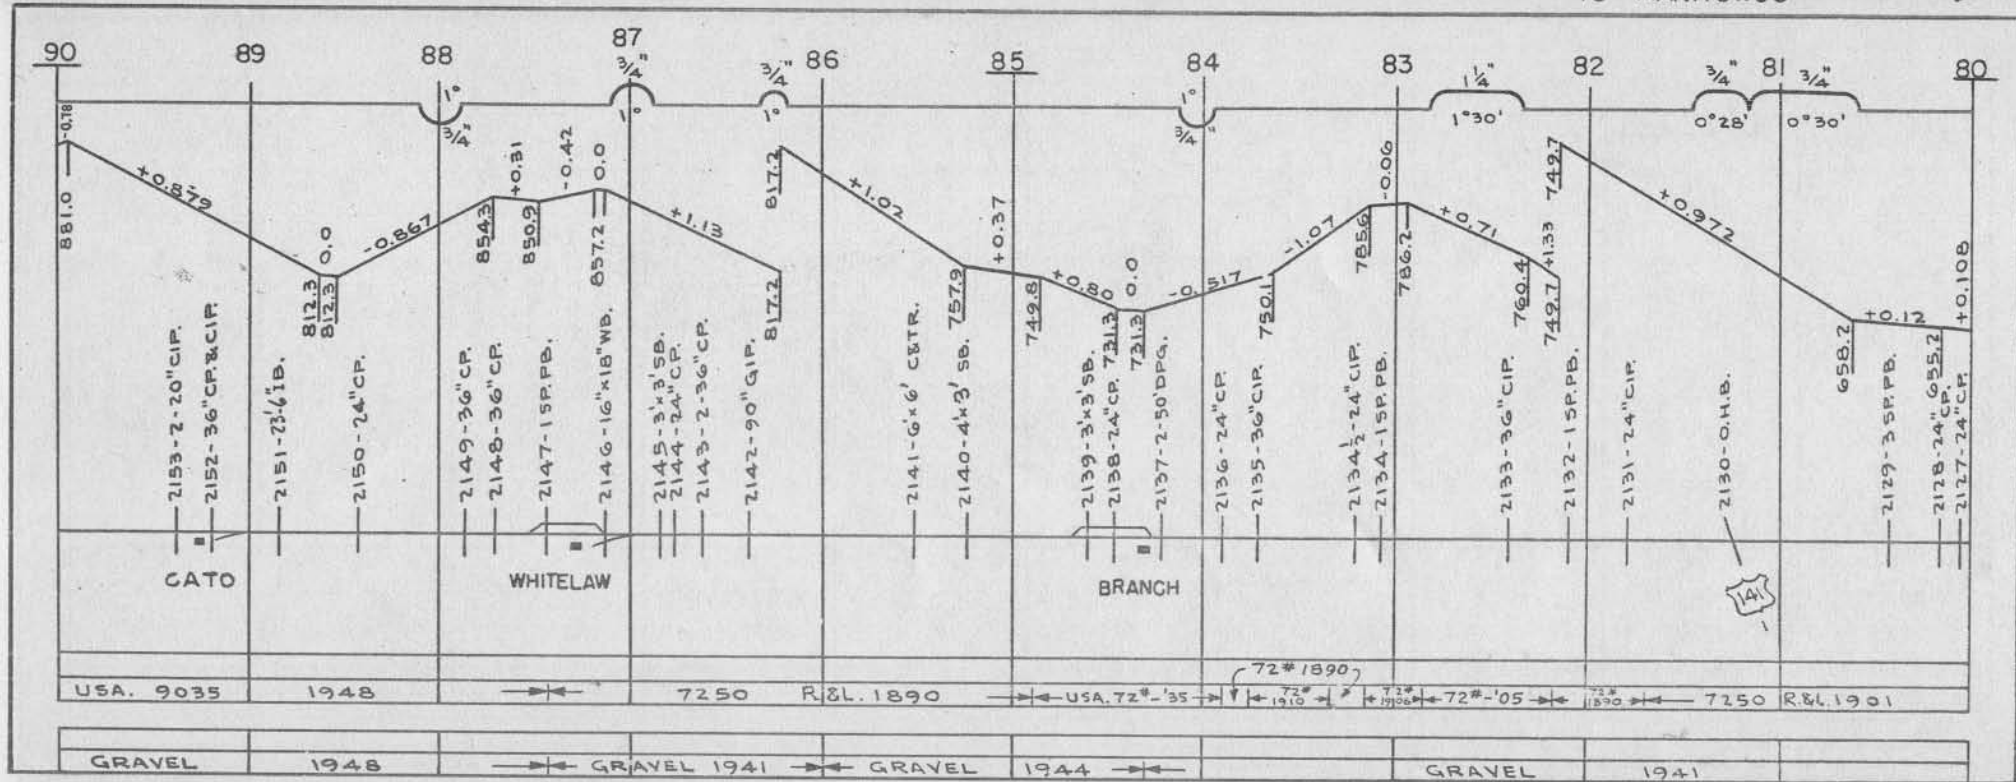 90 89 88 87 86 85 84 83 82 81 80
1° 3/4"
3/4" 1°
3/4" 1°
1° 3/4"
1 1/4" 1°30'
3/4" 0°28'
3/4" 0°30'
-0.78
881.0
+0.879
812.3
0.0
812.3
-0.867
854.3
+0.31
850.9
-0.42
857.2
0.0
+1.13
817.2
817.2
+1.02
757.9
+0.37
749.8
+0.80
731.3
0.0
731.3
-0.517
750.1
-1.07
785.6
-0.06
786.2
+0.71
760.4
+1.33
749.7
749.7
+0.972
658.2
+0.12
655.2
+0.108
2153-2-20"CIP.
2152-36"CP.&CIP.
2151-23'6"IB.
2150-24"CP.
2149-36"CP.
2148-36"CP.
2147-1 SP. PB.
2146-16"x18"WB.
2145-3'x3'SB.
2144-24"CP.
2143-2-36"CP
2142-90"GIP.
2141-6'x6' C&TR.
2140-4'x3' SB.
2139-3'x3'SB.
2138-24"CP.
2137-2-50'DPG.
2136-24"CP.
2135-36"CIP.
2134½-24"CIP.
2134-1 SP. PB.
2133-36"CIP.
2132-1 SP. PB.
2131-24"CIP.
2130-O.H.B.
2129-3 SP. PB.
2128-24"CP.
2127-24"CP.
CATO WHITELAW BRANCH
141
72# 1890
USA. 9035 1948 7250 R.&L. 1890 USA. 72#-'35 72# 1910 72# 1906 72#-'05 72# 1890 7250 R.&L. 1901
GRAVEL 1948 GRAVEL 1941 GRAVEL 1944 GRAVEL 1941